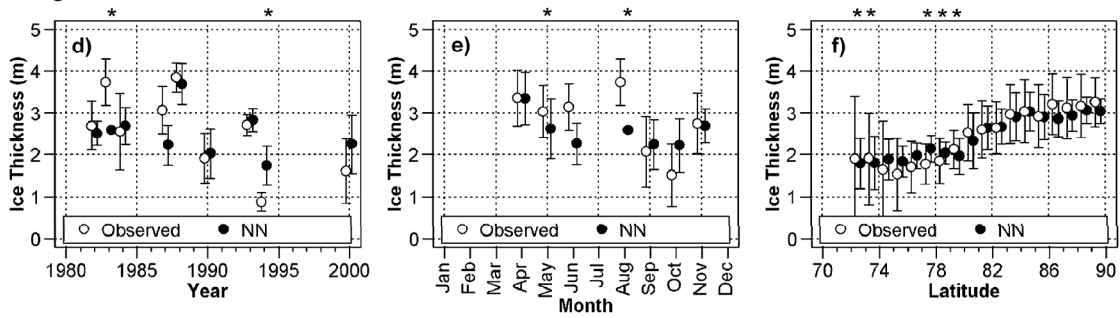 * *
d)
Ice Thickness (m)
5
4
3
2
1
0
Observed NN
1980 1985 1990 1995 2000
Year
* *
e)
Ice Thickness (m)
5
4
3
2
1
0
Observed NN
Jan Feb Mar Apr May Jun Jul Aug Sep Oct Nov Dec
Month
* * * * *
f)
Ice Thickness (m)
5
4
3
2
1
0
Observed NN
70 74 78 82 86 90
Latitude